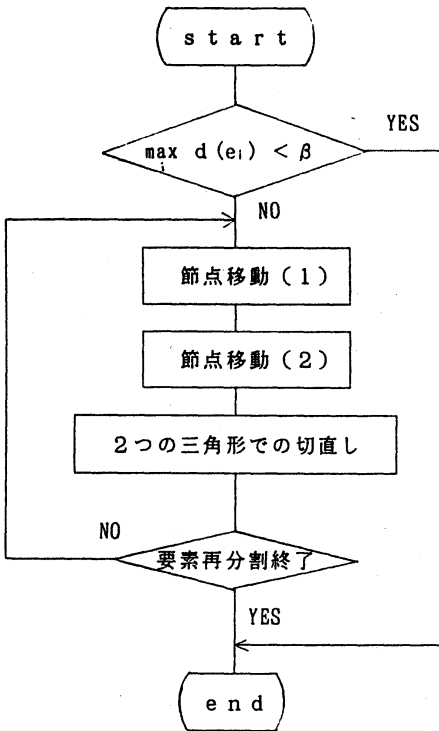 start
YES
max d(ei) < β
i
NO
節点移動(1)
節点移動(2)
2つの三角形での切直し
NO
要素再分割終了
YES
end